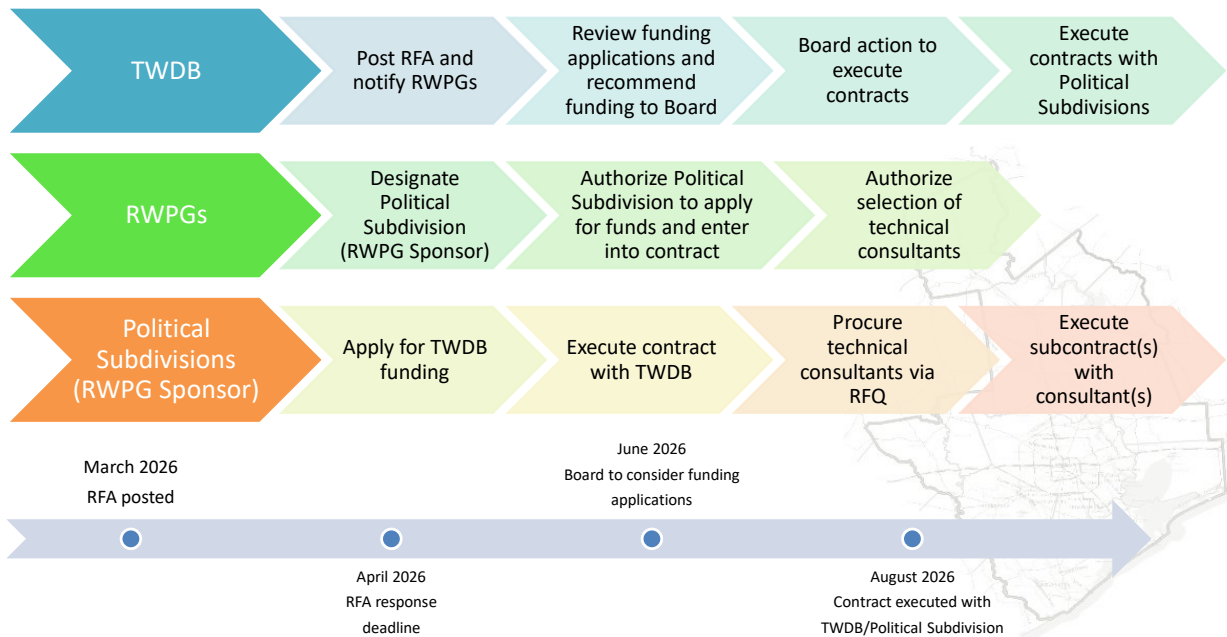 TWDB
Post RFA and
notify RWPGs
Review funding
applications and
recommend
funding to Board
Board action to
execute
contracts
Execute
contracts with
Political
Subdivisions
RWPGs
Designate
Political
Subdivision
(RWPG Sponsor)
Authorize Political
Subdivision to apply
for funds and enter
into contract
Authorize
selection of
technical
consultants
Political
Subdivisions
(RWPG Sponsor)
Apply for TWDB
funding
Execute contract
with TWDB
Procure
technical
consultants via
RFQ
Execute
subcontract(s)
with
consultant(s)
March 2026
RFA posted
June 2026
Board to consider funding
applications
April 2026
RFA response
deadline
August 2026
Contract executed with
TWDB/Political Subdivision